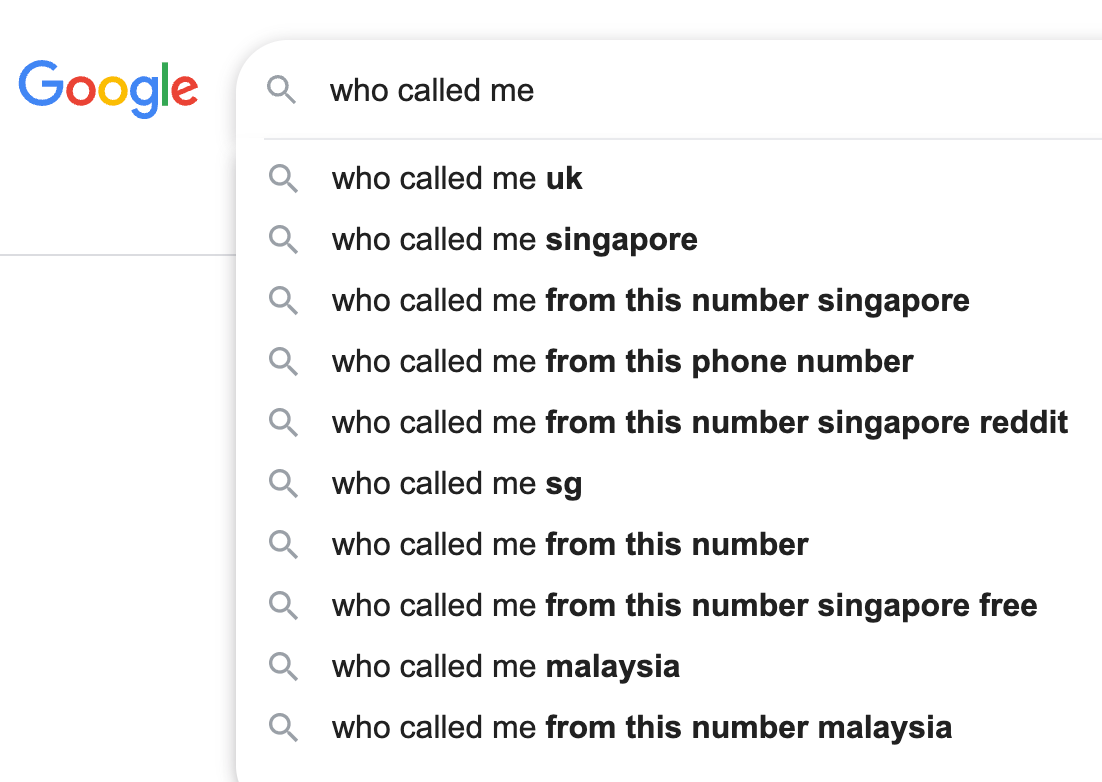 Google
who called me
who called me uk
who called me singapore
who called me from this number singapore
who called me from this phone number
who called me from this number singapore reddit
who called me sg
who called me from this number
who called me from this number singapore free
who called me malaysia
who called me from this number malaysia